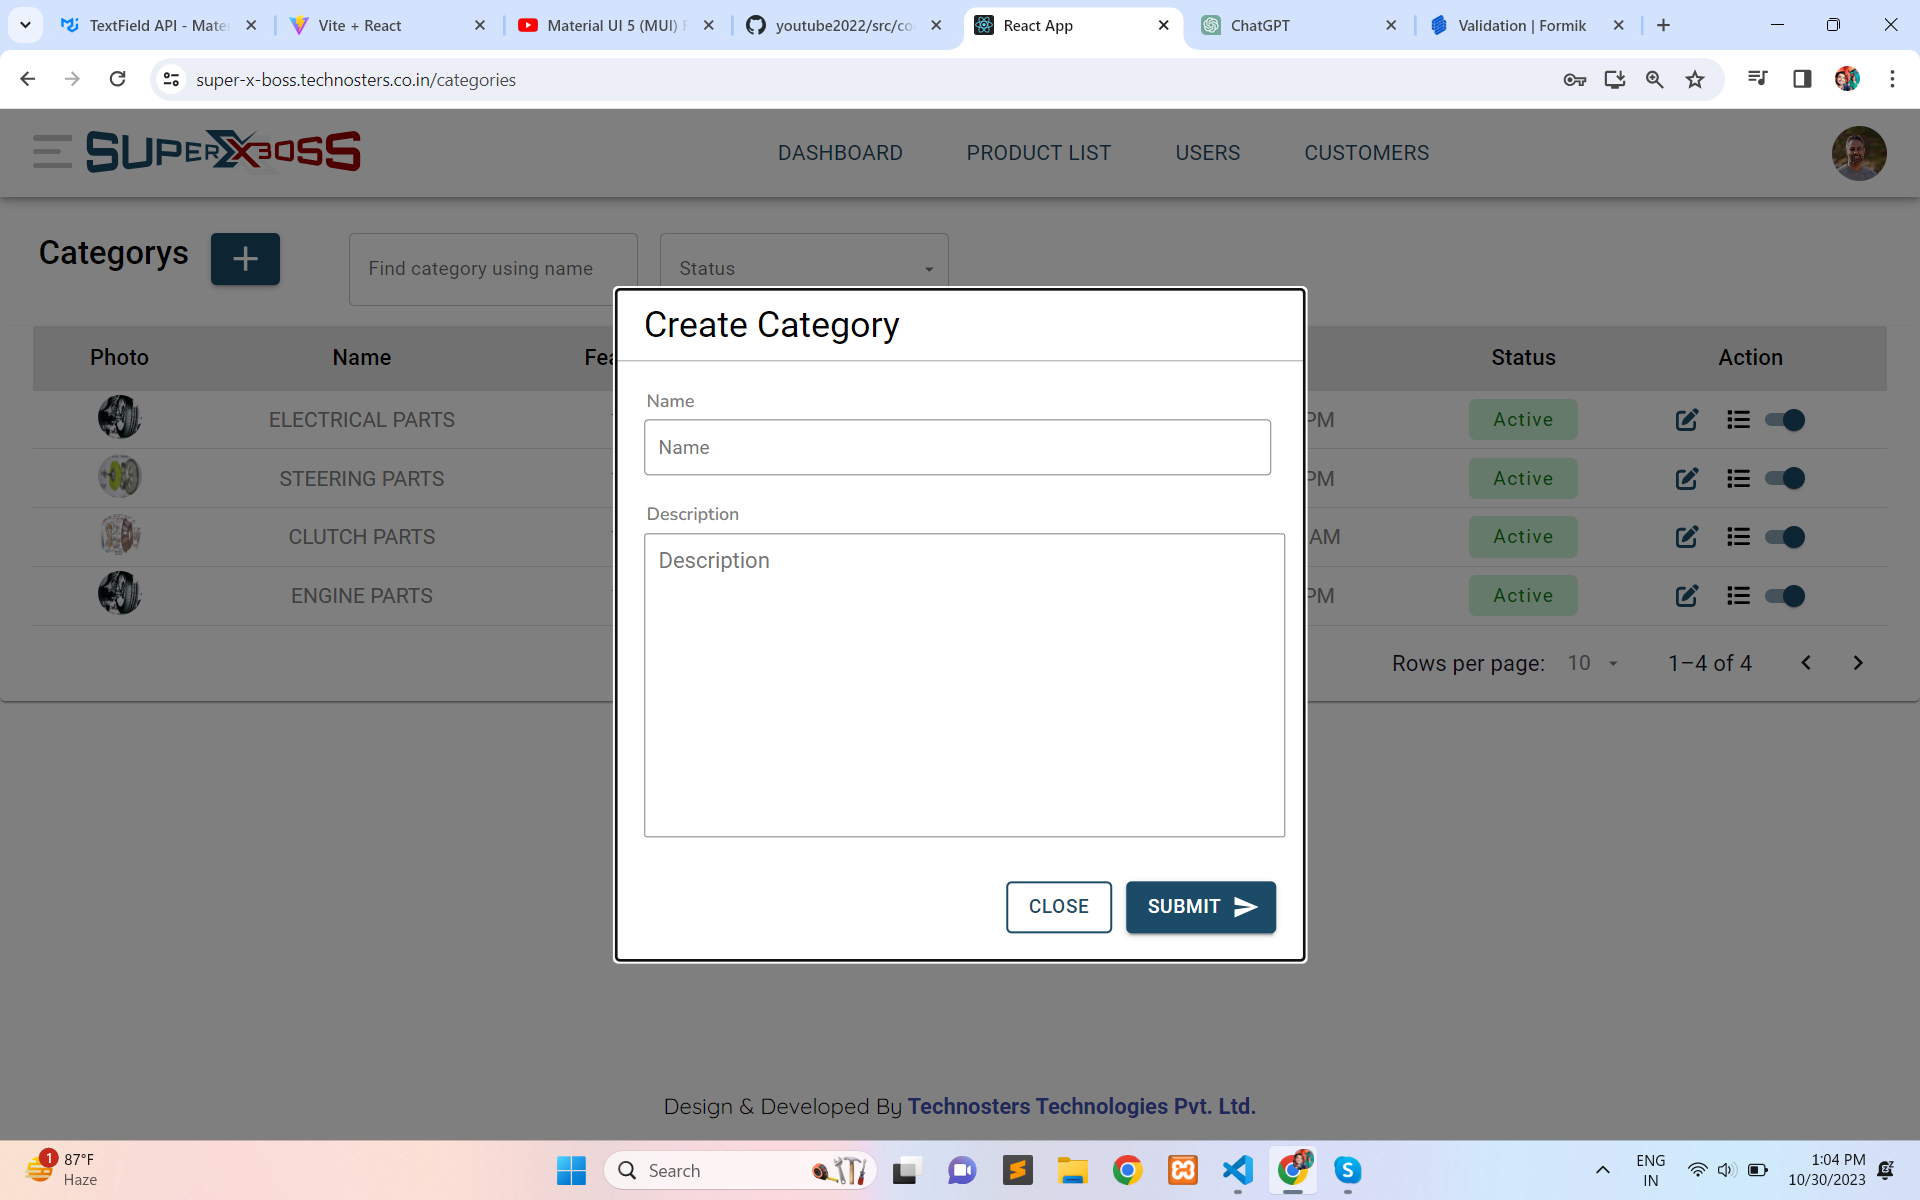 TextField API - Mate
Vite + React
Material UI 5 (MUI) F
youtube2022/src/co
React App
ChatGPT
Validation | Formik
super-x-boss.technosters.co.in/categories
SUPERXBOSS
DASHBOARD
PRODUCT LIST
USERS
CUSTOMERS
Categorys
Find category using name
Status
Create Category
Photo
Name
Fea
Status
Action
Name
Name
ELECTRICAL PARTS
PM
Active
STEERING PARTS
PM
Active
Description
CLUTCH PARTS
AM
Active
Description
ENGINE PARTS
PM
Active
Rows per page: 10
1–4 of 4
CLOSE
SUBMIT
Design & Developed By Technosters Technologies Pvt. Ltd.
1
87°F
Haze
Search
ENG
IN
1:04 PM
10/30/2023